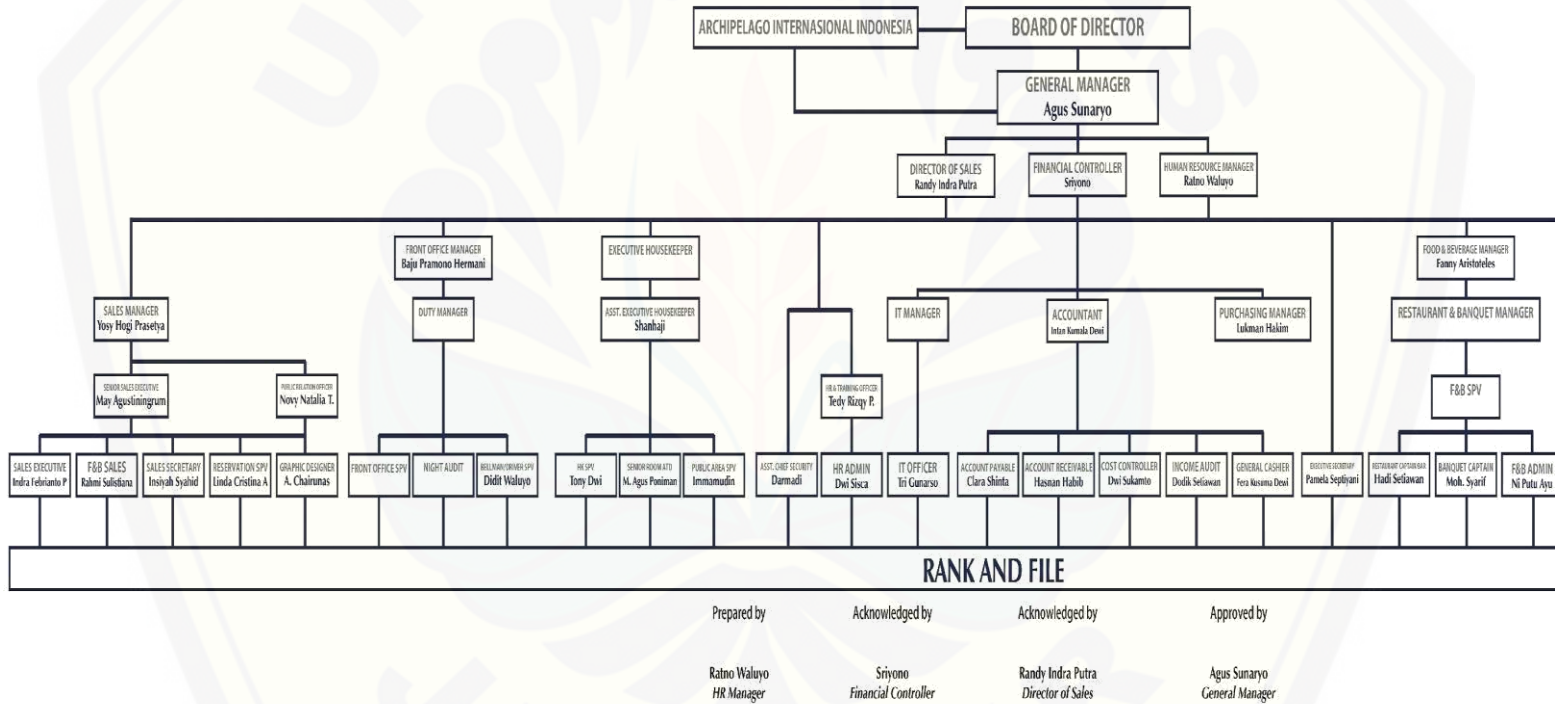 ARCHIPELAGO INTERNASIONAL INDONESIA
BOARD OF DIRECTOR
GENERAL MANAGER
Agus Sunaryo
DIRECTOR OF SALES
Randy Indra Putra
FINANCIAL CONTROLLER
Sriyono
HUMAN RESOURCE MANAGER
Ratno Waluyo
FRONT OFFICE MANAGER
Baju Pramono Hermani
EXECUTIVE HOUSEKEEPER
FOOD & BEVERAGE MANAGER
Fanny Aristoteles
SALES MANAGER
Yosy Hogi Prasetya
DUTY MANAGER
ASST. EXECUTIVE HOUSEKEEPER
Shanhaji
IT MANAGER
ACCOUNTANT
Intan Kumala Dewi
PURCHASING MANAGER
Lukman Hakim
RESTAURANT & BANQUET MANAGER
SENIOR SALES EXECUTIVE
May Agustiningrum
PUBLIC RELATION OFFICER
Novy Natalia T.
HR & TRAINING OFFICER
Tedy Rizqy P.
F&B SPV
SALES EXECUTIVE
Indra Febrianto P
F&B SALES
Rahmi Sulistiana
SALES SECRETARY
Insiyah Syahid
RESERVATION SPV
Linda Cristina A
GRAPHIC DESIGNER
A. Chairunas
FRONT OFFICE SPV
NIGHT AUDIT
BELLMAN/DRIVER SPV
Didit Waluyo
HK SPV
Tony Dwi
SENIOR ROOM ATD
M. Agus Poniman
PUBLIC AREA SPV
Immamudin
ASST. CHIEF SECURITY
Darmadi
HR ADMIN
Dwi Sisca
IT OFFICER
Tri Gunarso
ACCOUNT PAYABLE
Clara Shinta
ACCOUNT RECEIVABLE
Hasnan Habib
COST CONTROLLER
Dwi Sukamto
INCOME AUDIT
Dodik Setiawan
GENERAL CASHIER
Fera Kusuma Dewi
EXECUTIVE SECRETARY
Pamela Septiyani
RESTAURANT CAPTAIN BAR
Hadi Setiawan
BANQUET CAPTAIN
Moh. Syarif
F&B ADMIN
Ni Putu Ayu
RANK AND FILE
Prepared by
Acknowledged by
Acknowledged by
Approved by
Ratno Waluyo
HR Manager
Sriyono
Financial Controller
Randy Indra Putra
Director of Sales
Agus Sunaryo
General Manager